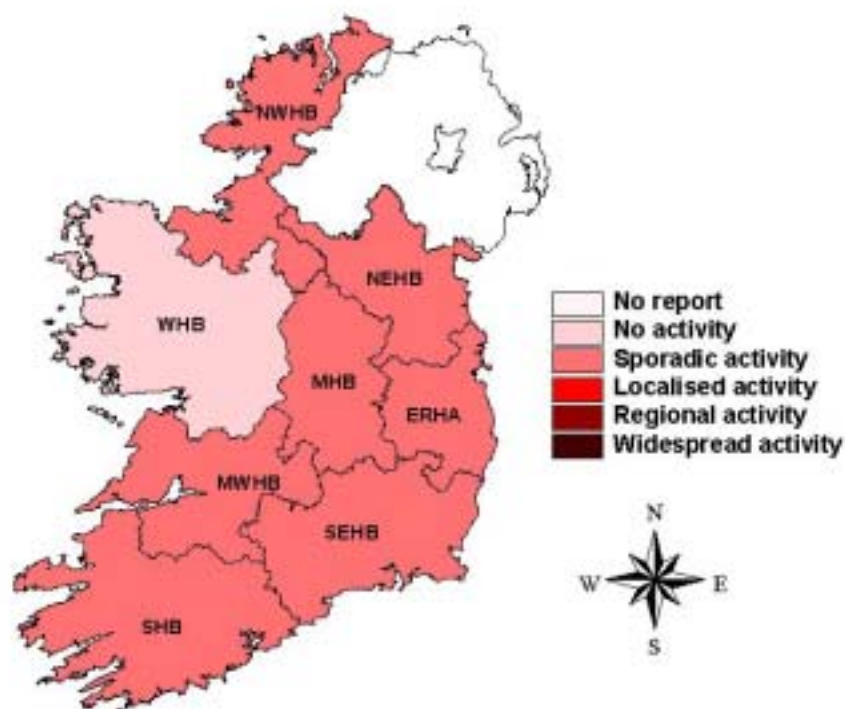 NWHB
NEHB
WHB
MHB
ERHA
MWHB
SEHB
SHB
No report
No activity
Sporadic activity
Localised activity
Regional activity
Widespread activity
N
W E
S